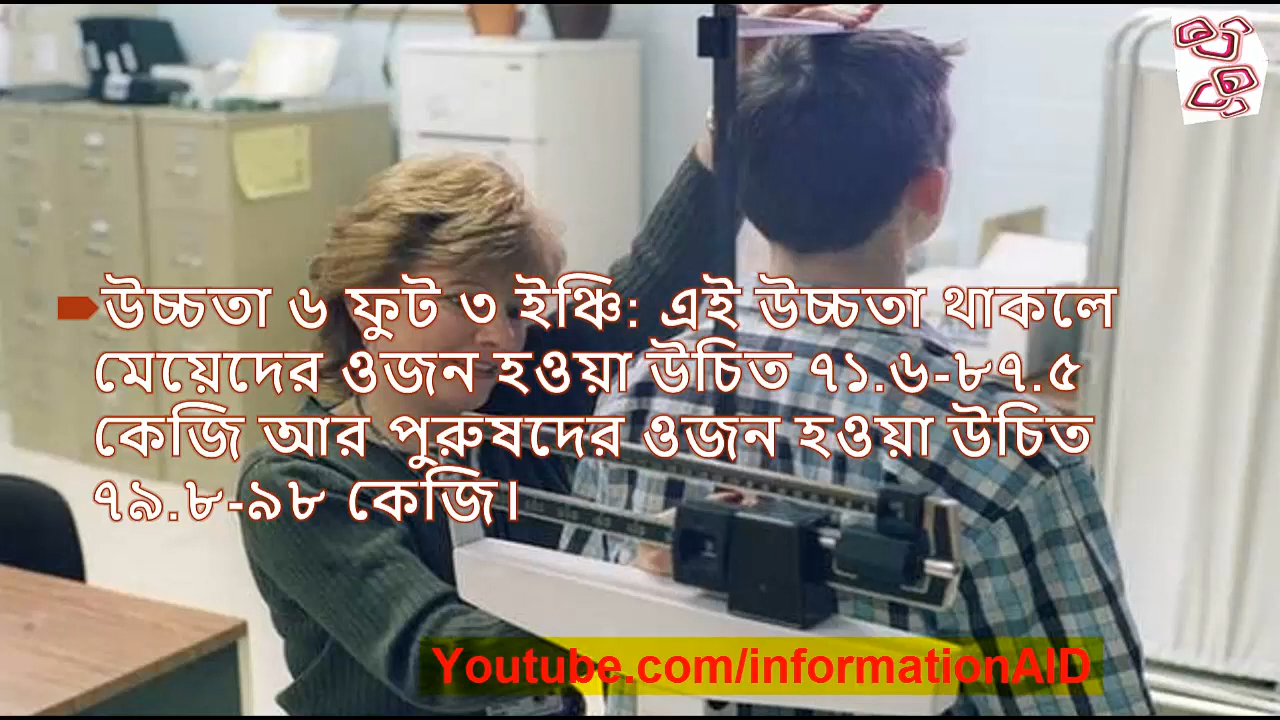 উচ্চতা ৬ ফুট ৩ ইঞ্চি: এই উচ্চতা থাকলে
মেয়েদের ওজন হওয়া উচিত ৭১.৬-৮৭.৫
কেজি আর পুরুষদের ওজন হওয়া উচিত
৭৯.৮-৯৮ কেজি।
Youtube.com/informationAID